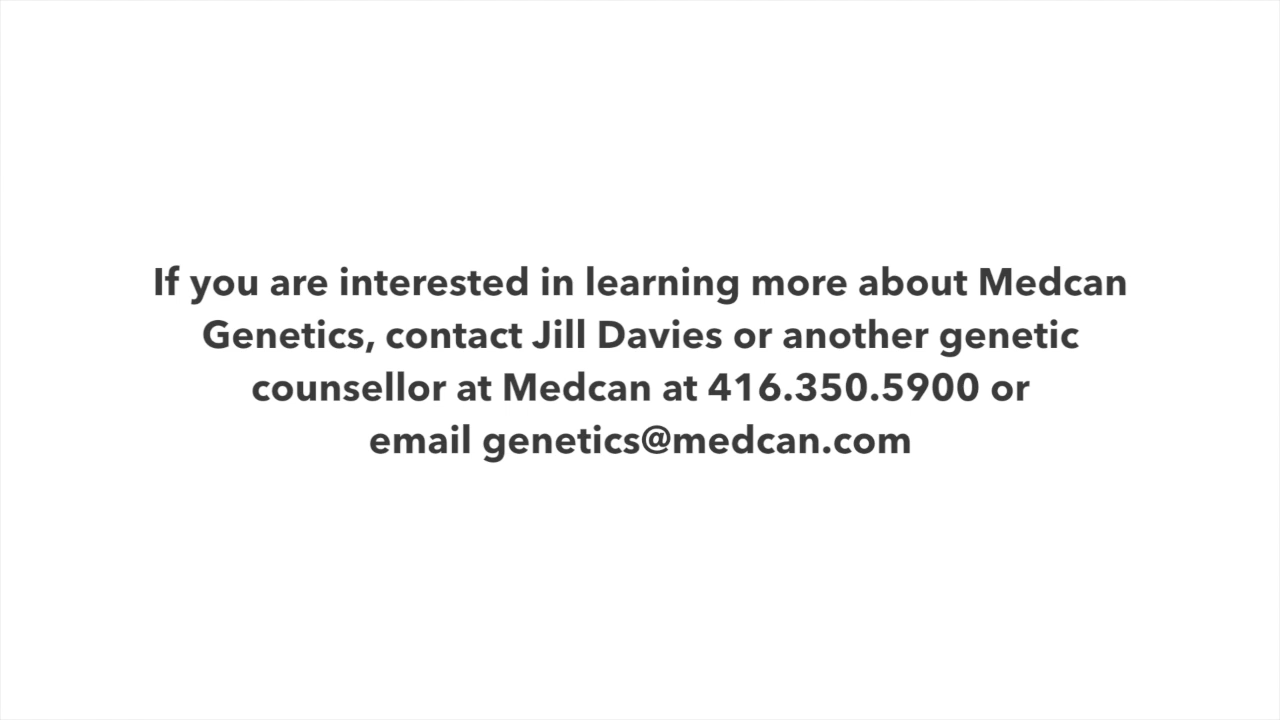 If you are interested in learning more about Medcan
Genetics, contact Jill Davies or another genetic
counsellor at Medcan at 416.350.5900 or
email genetics@medcan.com